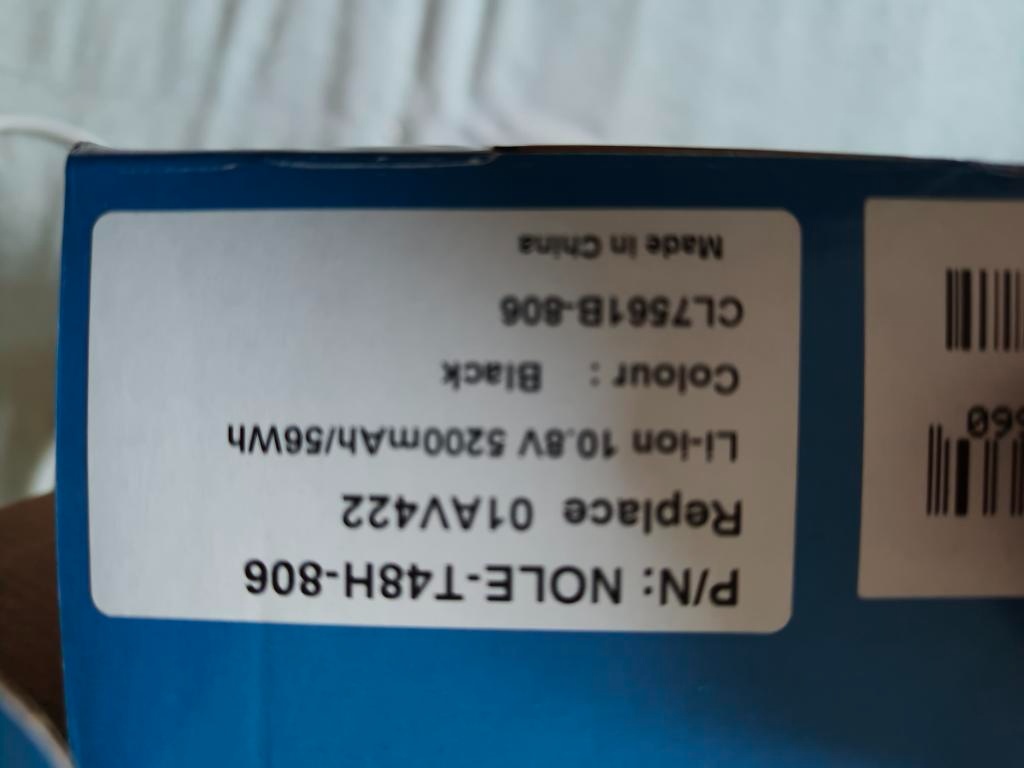 P/N: NOLE-T48H-806
Replace 01AV422
Li-ion 10.8V 5200mAh/56Wh
Colour : Black
CL7561B-806
Made in China